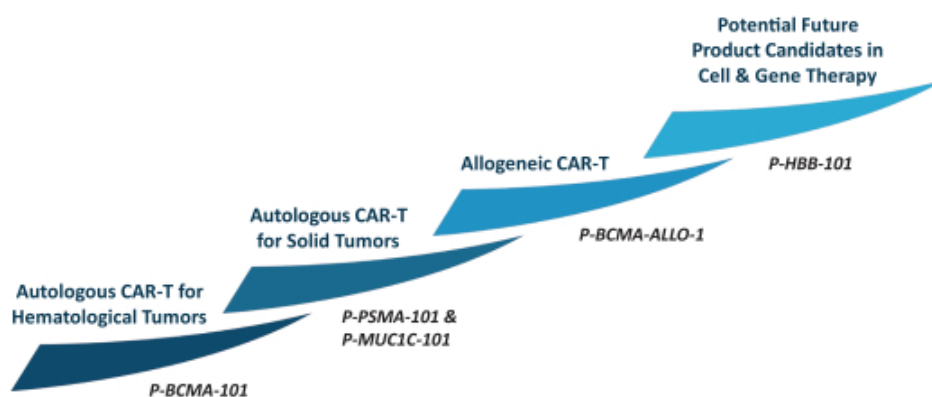 Potential Future
Product Candidates in
Cell & Gene Therapy
P-HBB-101
Allogeneic CAR-T
P-BCMA-ALLO-1
Autologous CAR-T
for Solid Tumors
P-PSMA-101 &
P-MUC1C-101
Autologous CAR-T for
Hematological Tumors
P-BCMA-101